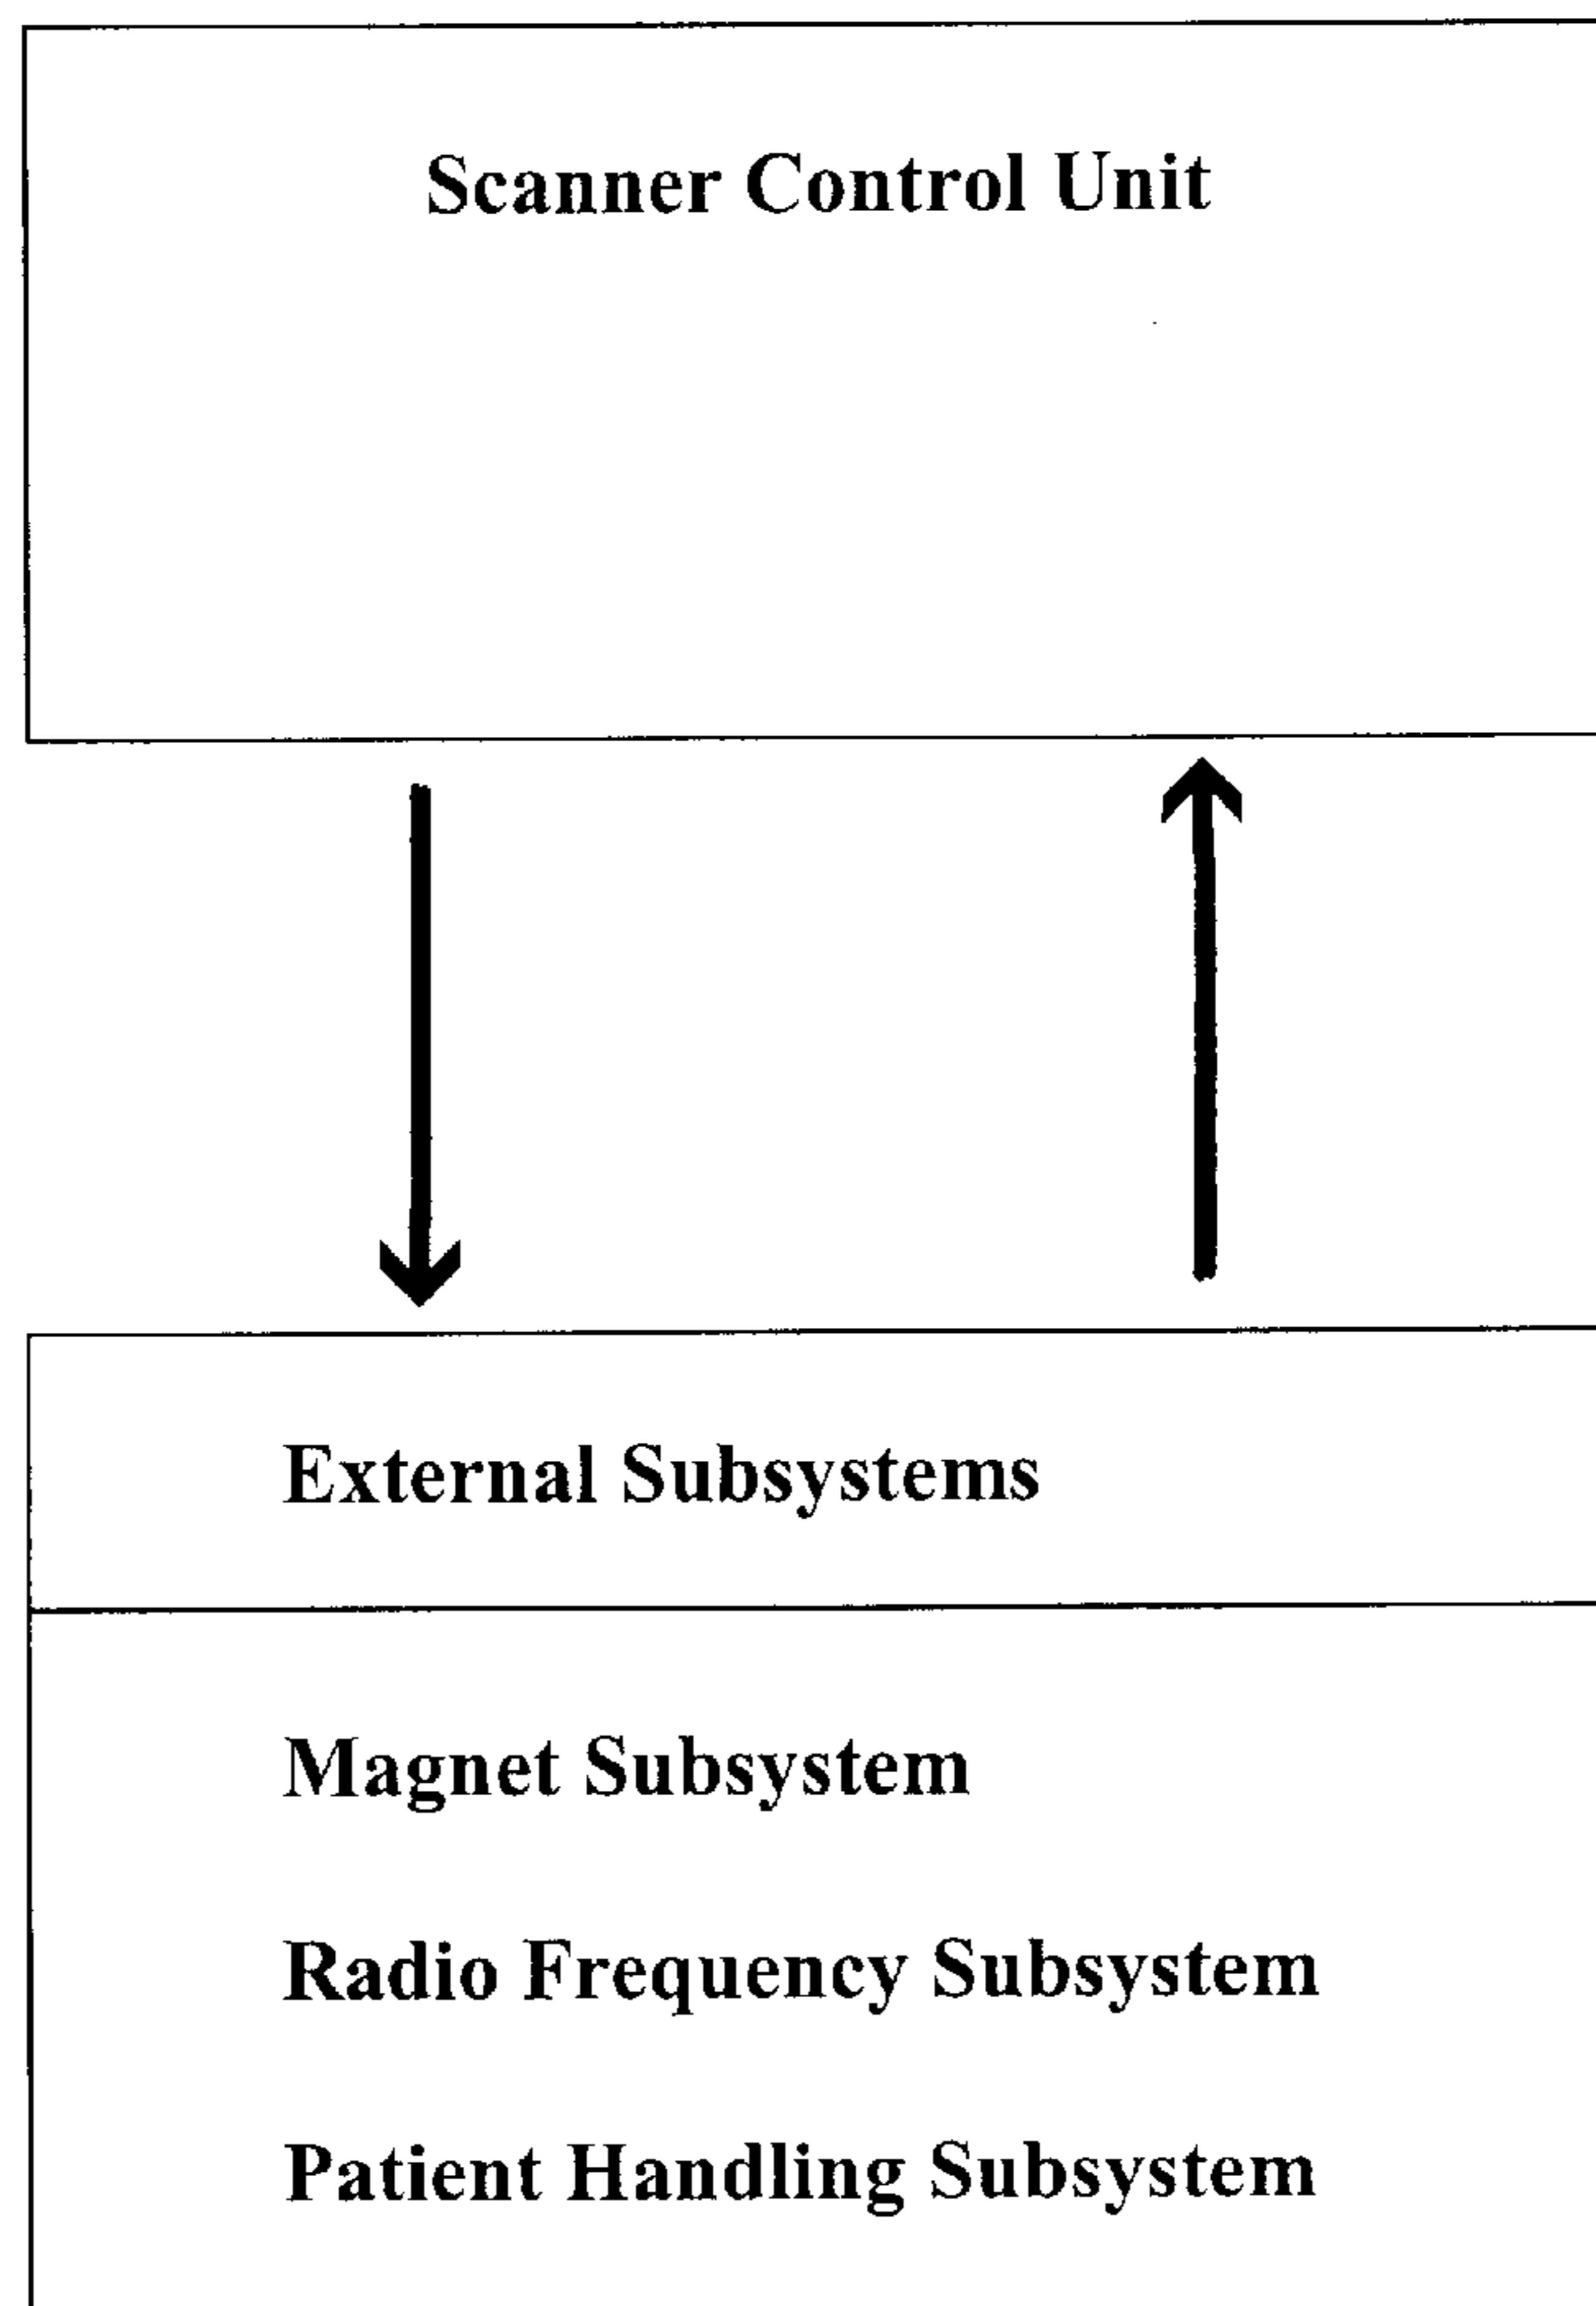 Scanner Control Unit
External Subsystems
Magnet Subsystem
Radio Frequency Subsystem
Patient Handling Subsystem